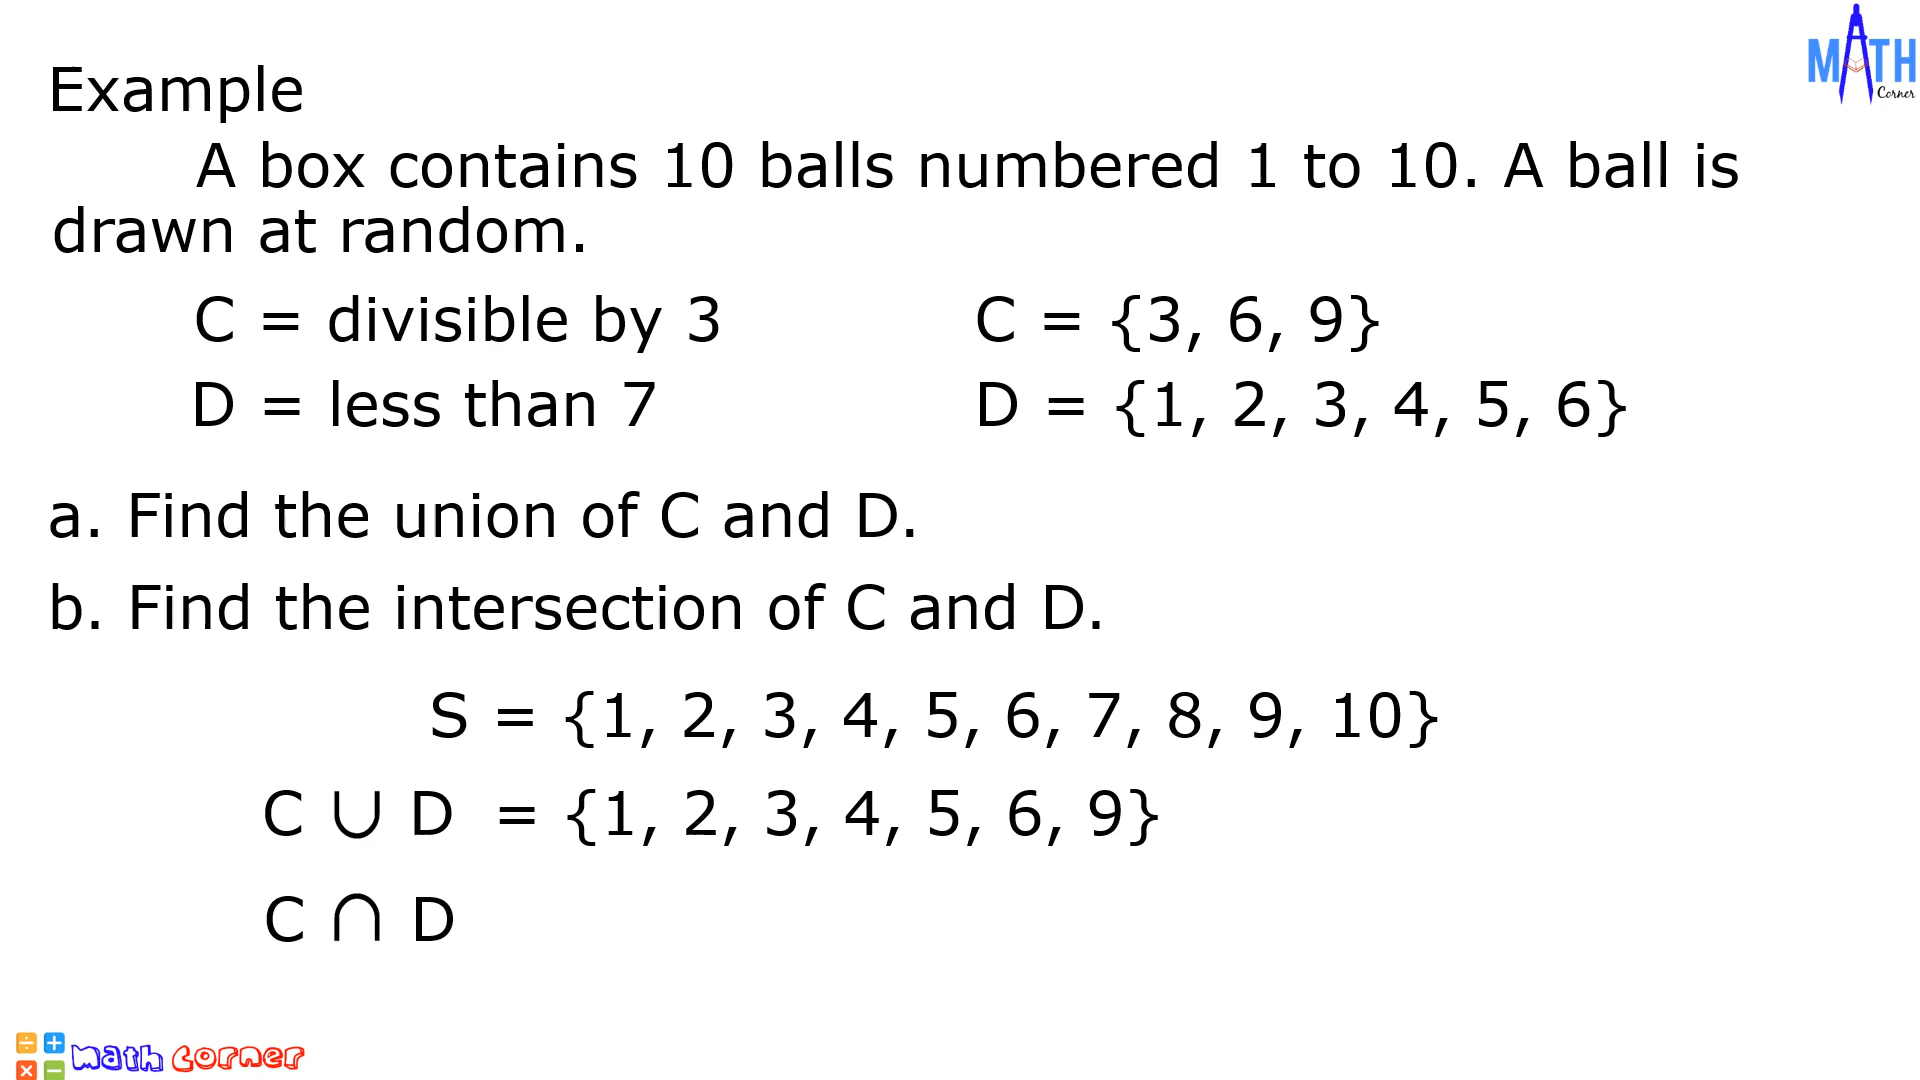 MATH
Corner
Example
A box contains 10 balls numbered 1 to 10. A ball is
drawn at random.
C = divisible by 3 C = {3, 6, 9}
D = less than 7 D = {1, 2, 3, 4, 5, 6}
a. Find the union of C and D.
b. Find the intersection of C and D.
S = {1, 2, 3, 4, 5, 6, 7, 8, 9, 10}
C ∪ D = {1, 2, 3, 4, 5, 6, 9}
C ∩ D
÷ + × − math corner